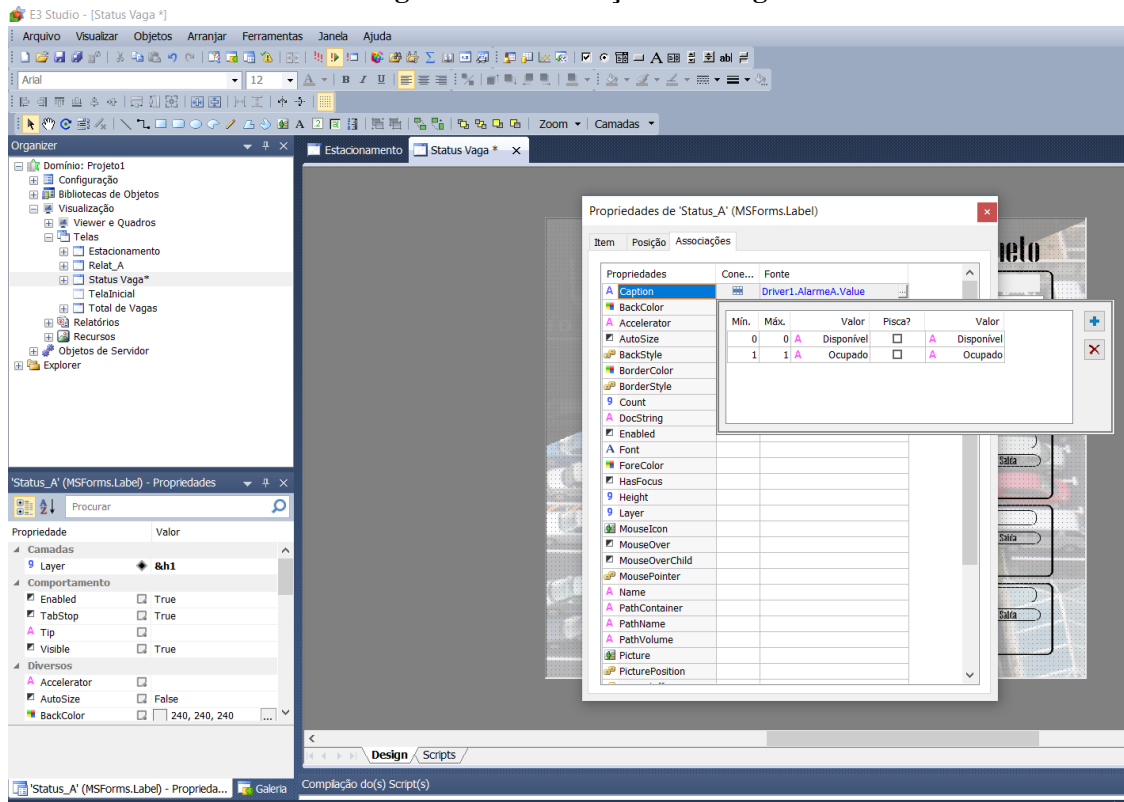 E3 Studio - [Status Vaga *]
Arquivo Visualizar Objetos Arranjar Ferramentas Janela Ajuda
Arial 12
Zoom Camadas
Organizer
Domínio: Projeto1
Configuração
Bibliotecas de Objetos
Visualização
Viewer e Quadros
Telas
Estacionamento
Relat_A
Status Vaga*
TelaInicial
Total de Vagas
Relatórios
Recursos
Objetos de Servidor
Explorer
'Status_A' (MSForms.Label) - Propriedades
Procurar
Propriedade Valor
Camadas
Layer &h1
Comportamento
Enabled True
TabStop True
Tip
Visible True
Diversos
Accelerator
AutoSize False
BackColor 240, 240, 240 ...
'Status_A' (MSForms.Label) - Proprieda... Galeria
Estacionamento Status Vaga * X
Propriedades de 'Status_A' (MSForms.Label)
Item Posição Associações
Propriedades Cone... Fonte
Caption Driver1.AlarmeA.Value ...
BackColor
Accelerator
AutoSize
BackStyle
BorderColor
BorderStyle
Count
DocString
Enabled
Font
ForeColor
HasFocus
Height
Layer
MouseIcon
MouseOver
MouseOverChild
MousePointer
Name
PathContainer
PathName
PathVolume
Picture
PicturePosition
Mín. Máx. Valor Pisca? Valor
0 0 A Disponível A Disponível
1 1 A Ocupado A Ocupado
Saída
Saída
Saída
Design Scripts
Compilação do(s) Script(s)